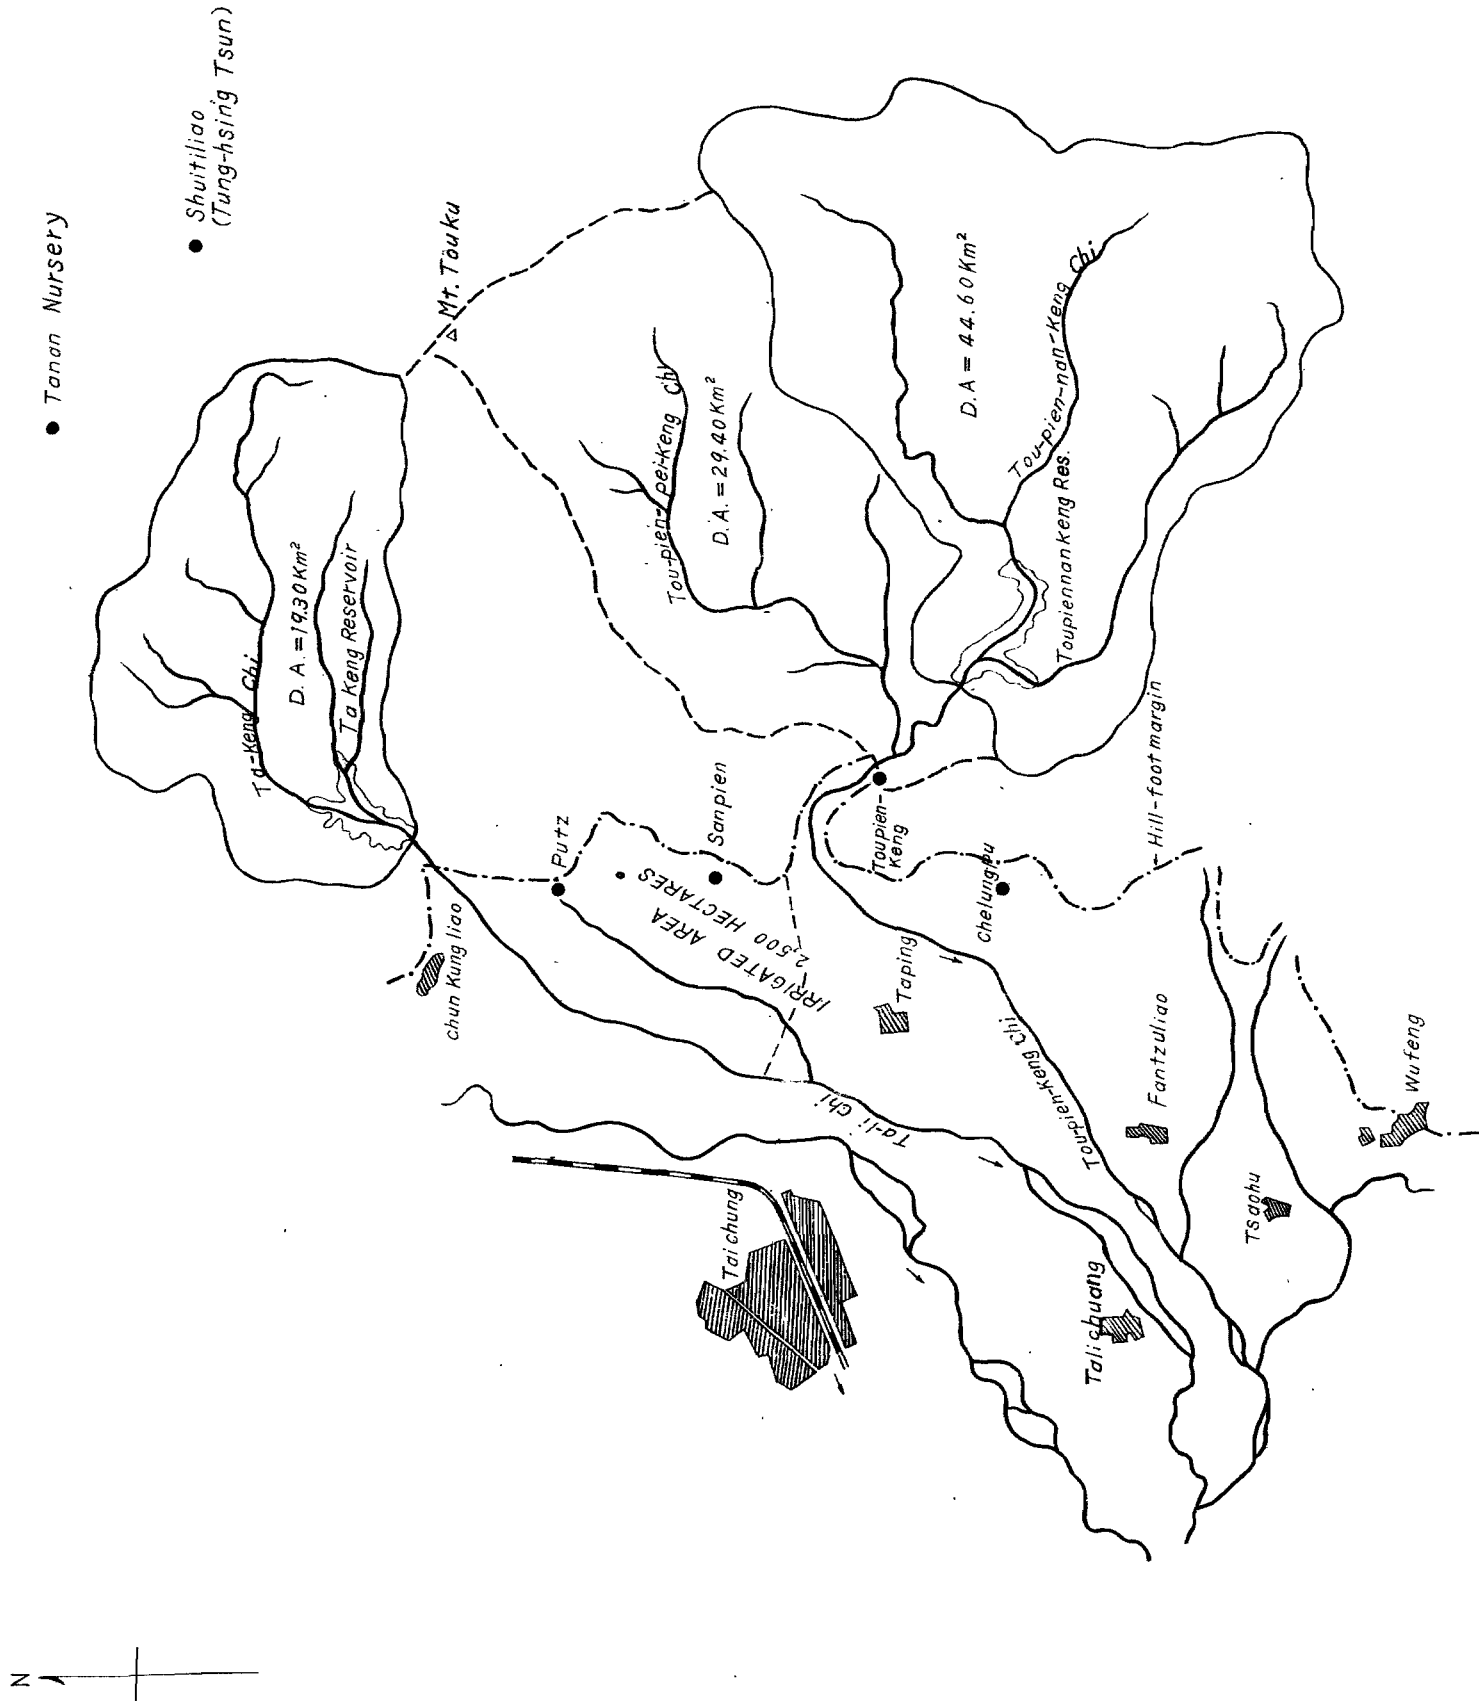 N
Tanan Nursery
Shuitiliao
(Tung-hsing Tsun)
Mt. Touku
Ta-Keng Chi
D. A. = 19.30 Km²
Ta Keng Reservoir
Tou-pien-pei-Keng Chi
D. A. = 29.40 Km²
D. A = 44.60 Km²
Tou-pien-nan-Keng Chi
Toupiennankeng Res.
Hill-foot margin
chun Kung liao
Putz
Sanpien
Toupien-
Keng
Chelungpu
IRRIGATED AREA
2,500 HECTARES
Taping
Ta-li Chi
Tou-pien-Keng Chi
Fantzuliao
Wufeng
Tsaohu
Taichung
Talichuang